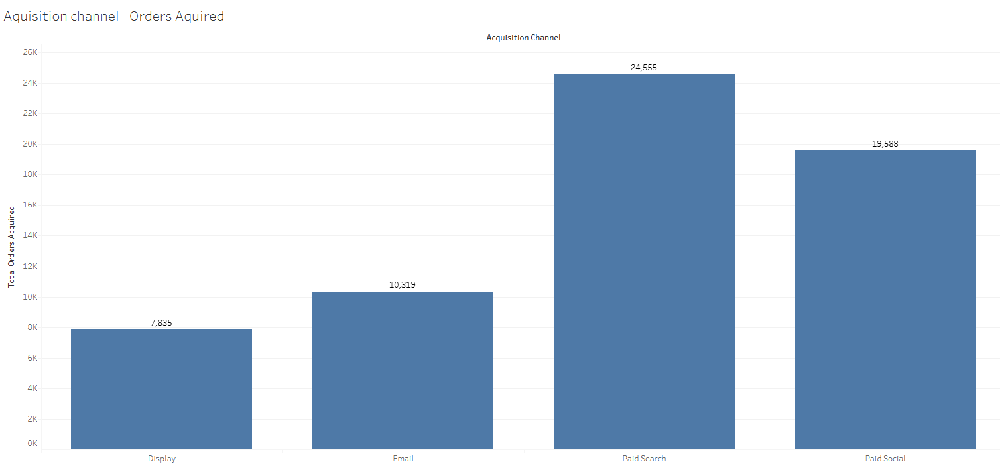 Aquisition channel - Orders Aquired
Acquisition Channel
26K
24K
22K
20K
18K
16K
14K
12K
10K
8K
6K
4K
2K
0K
Total Orders Acquired
7,835
10,319
24,555
19,588
Display
Email
Paid Search
Paid Social